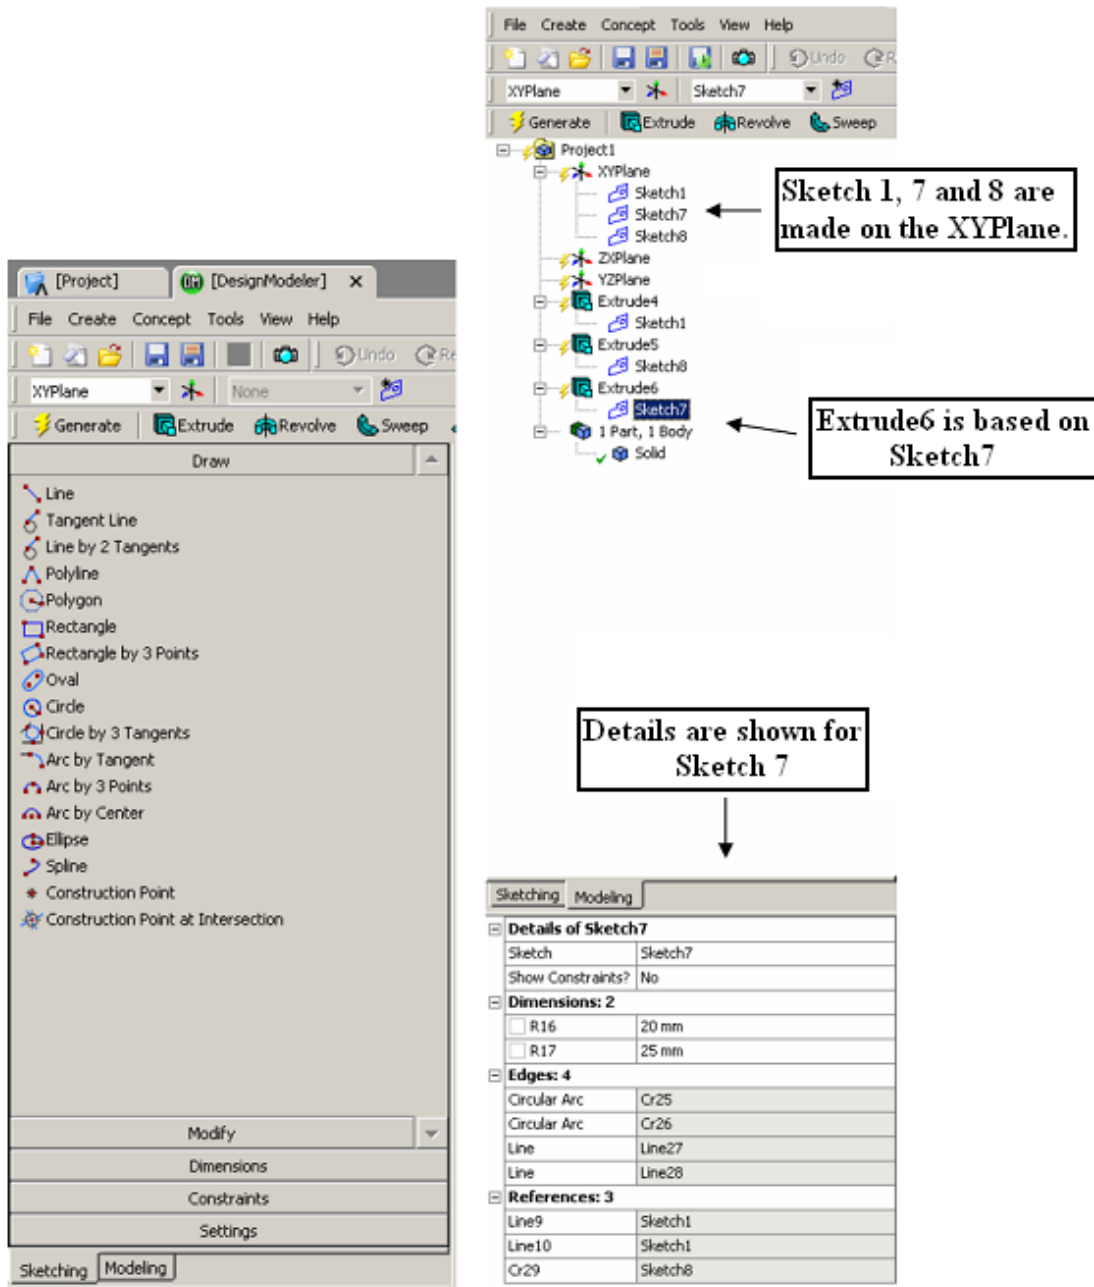 File Create Concept Tools View Help
Undo
XYPlane Sketch7
Generate Extrude Revolve Sweep
Project1
XYPlane
Sketch1
Sketch7
Sketch8
ZXPlane
YZPlane
Extrude4
Sketch1
Extrude5
Sketch8
Extrude6
Sketch7
1 Part, 1 Body
Solid
Sketch 1, 7 and 8 are
made on the XYPlane.
Extrude6 is based on
Sketch7
[Project] [DesignModeler] X
File Create Concept Tools View Help
Undo Re
XYPlane None
Generate Extrude Revolve Sweep
Draw
Line
Tangent Line
Line by 2 Tangents
Polyline
Polygon
Rectangle
Rectangle by 3 Points
Oval
Circle
Circle by 3 Tangents
Arc by Tangent
Arc by 3 Points
Arc by Center
Ellipse
Spline
Construction Point
Construction Point at Intersection
Modify
Dimensions
Constraints
Settings
Sketching Modeling
Details are shown for
Sketch 7
Sketching Modeling
Details of Sketch7
Sketch Sketch7
Show Constraints? No
Dimensions: 2
R16 20 mm
R17 25 mm
Edges: 4
Circular Arc Cr25
Circular Arc Cr26
Line Line27
Line Line28
References: 3
Line9 Sketch1
Line10 Sketch1
Cr29 Sketch8